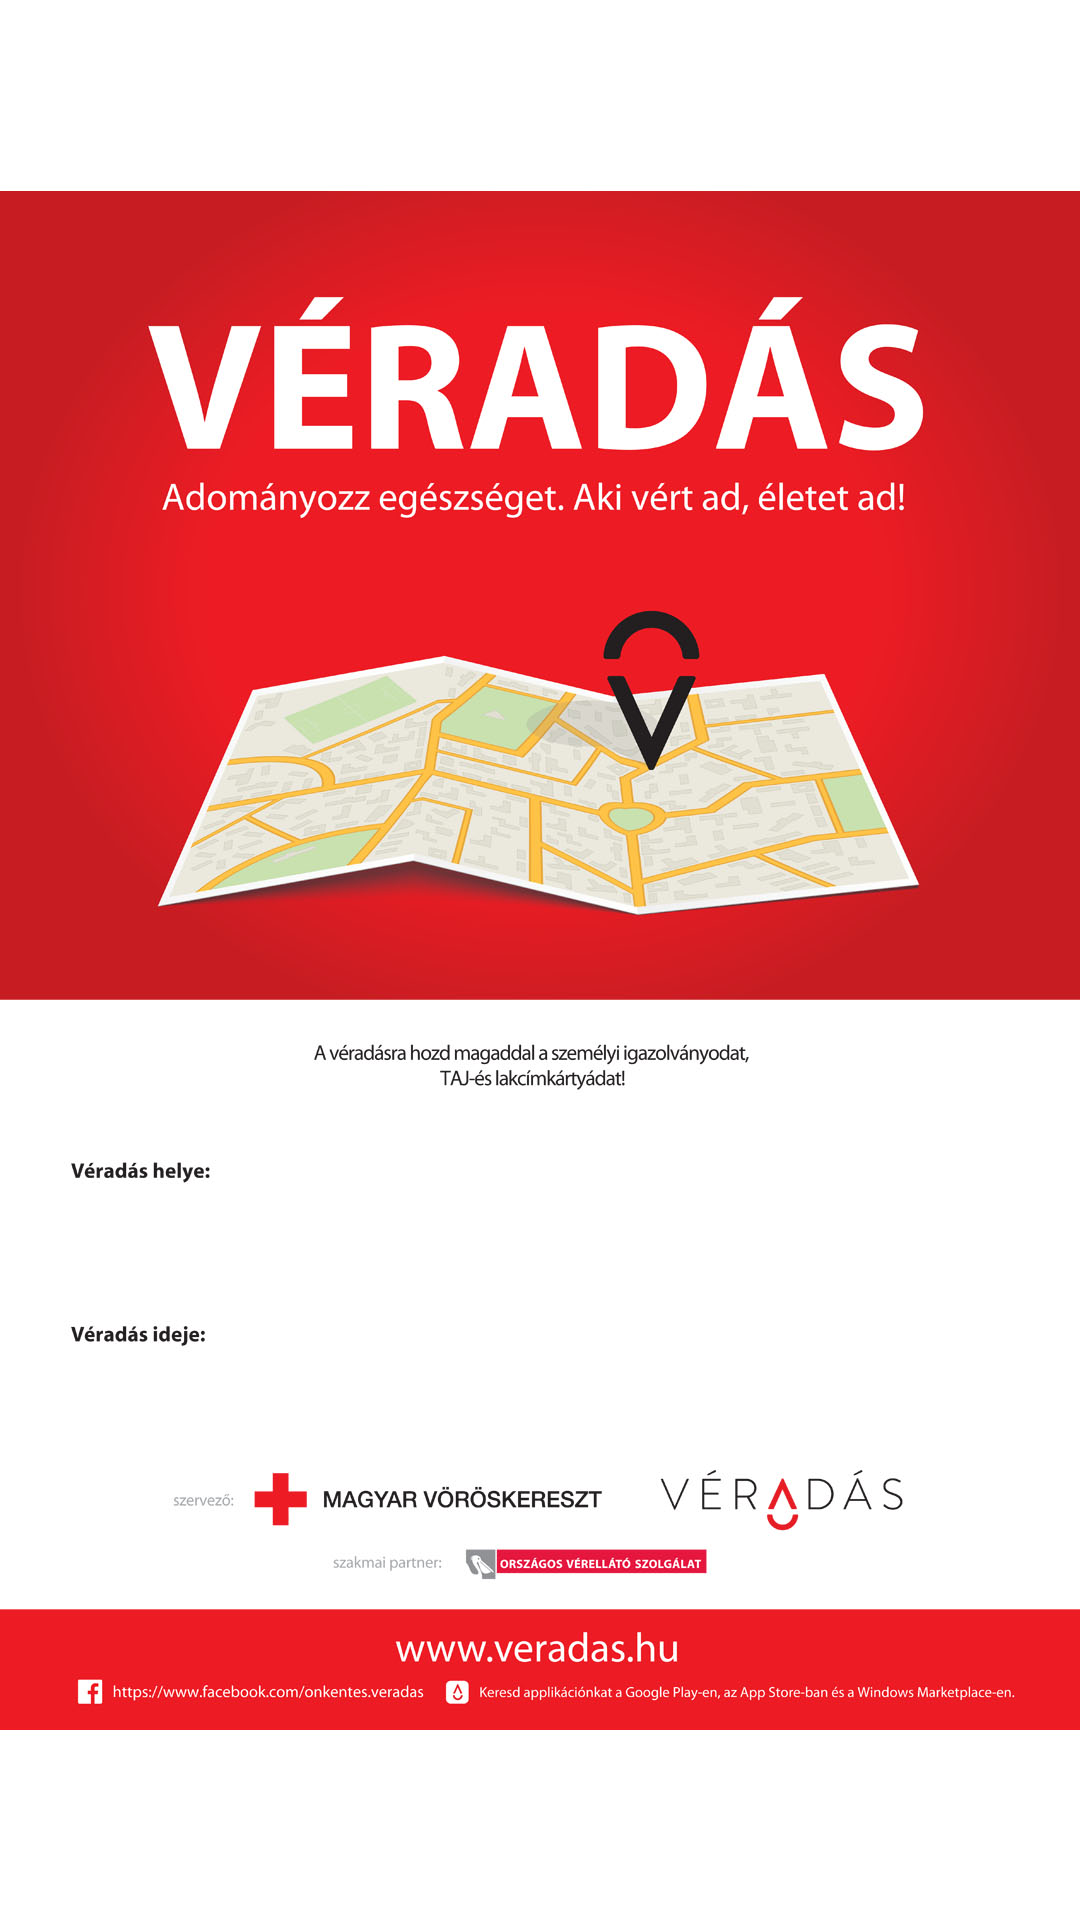 VÉRADÁS
Adományozz egészséget. Aki vért ad, életet ad!
A véradásra hozd magaddal a személyi igazolványodat,
TAJ-és lakcímkártyádat!
Véradás helye:
Véradás ideje:
szervező: MAGYAR VÖRÖSKERESZT VÉRADÁS
szakmai partner: ORSZÁGOS VÉRELLÁTÓ SZOLGÁLAT
www.veradas.hu
https://www.facebook.com/onkentes.veradas Keresd applikációnkat a Google Play-en, az App Store-ban és a Windows Marketplace-en.